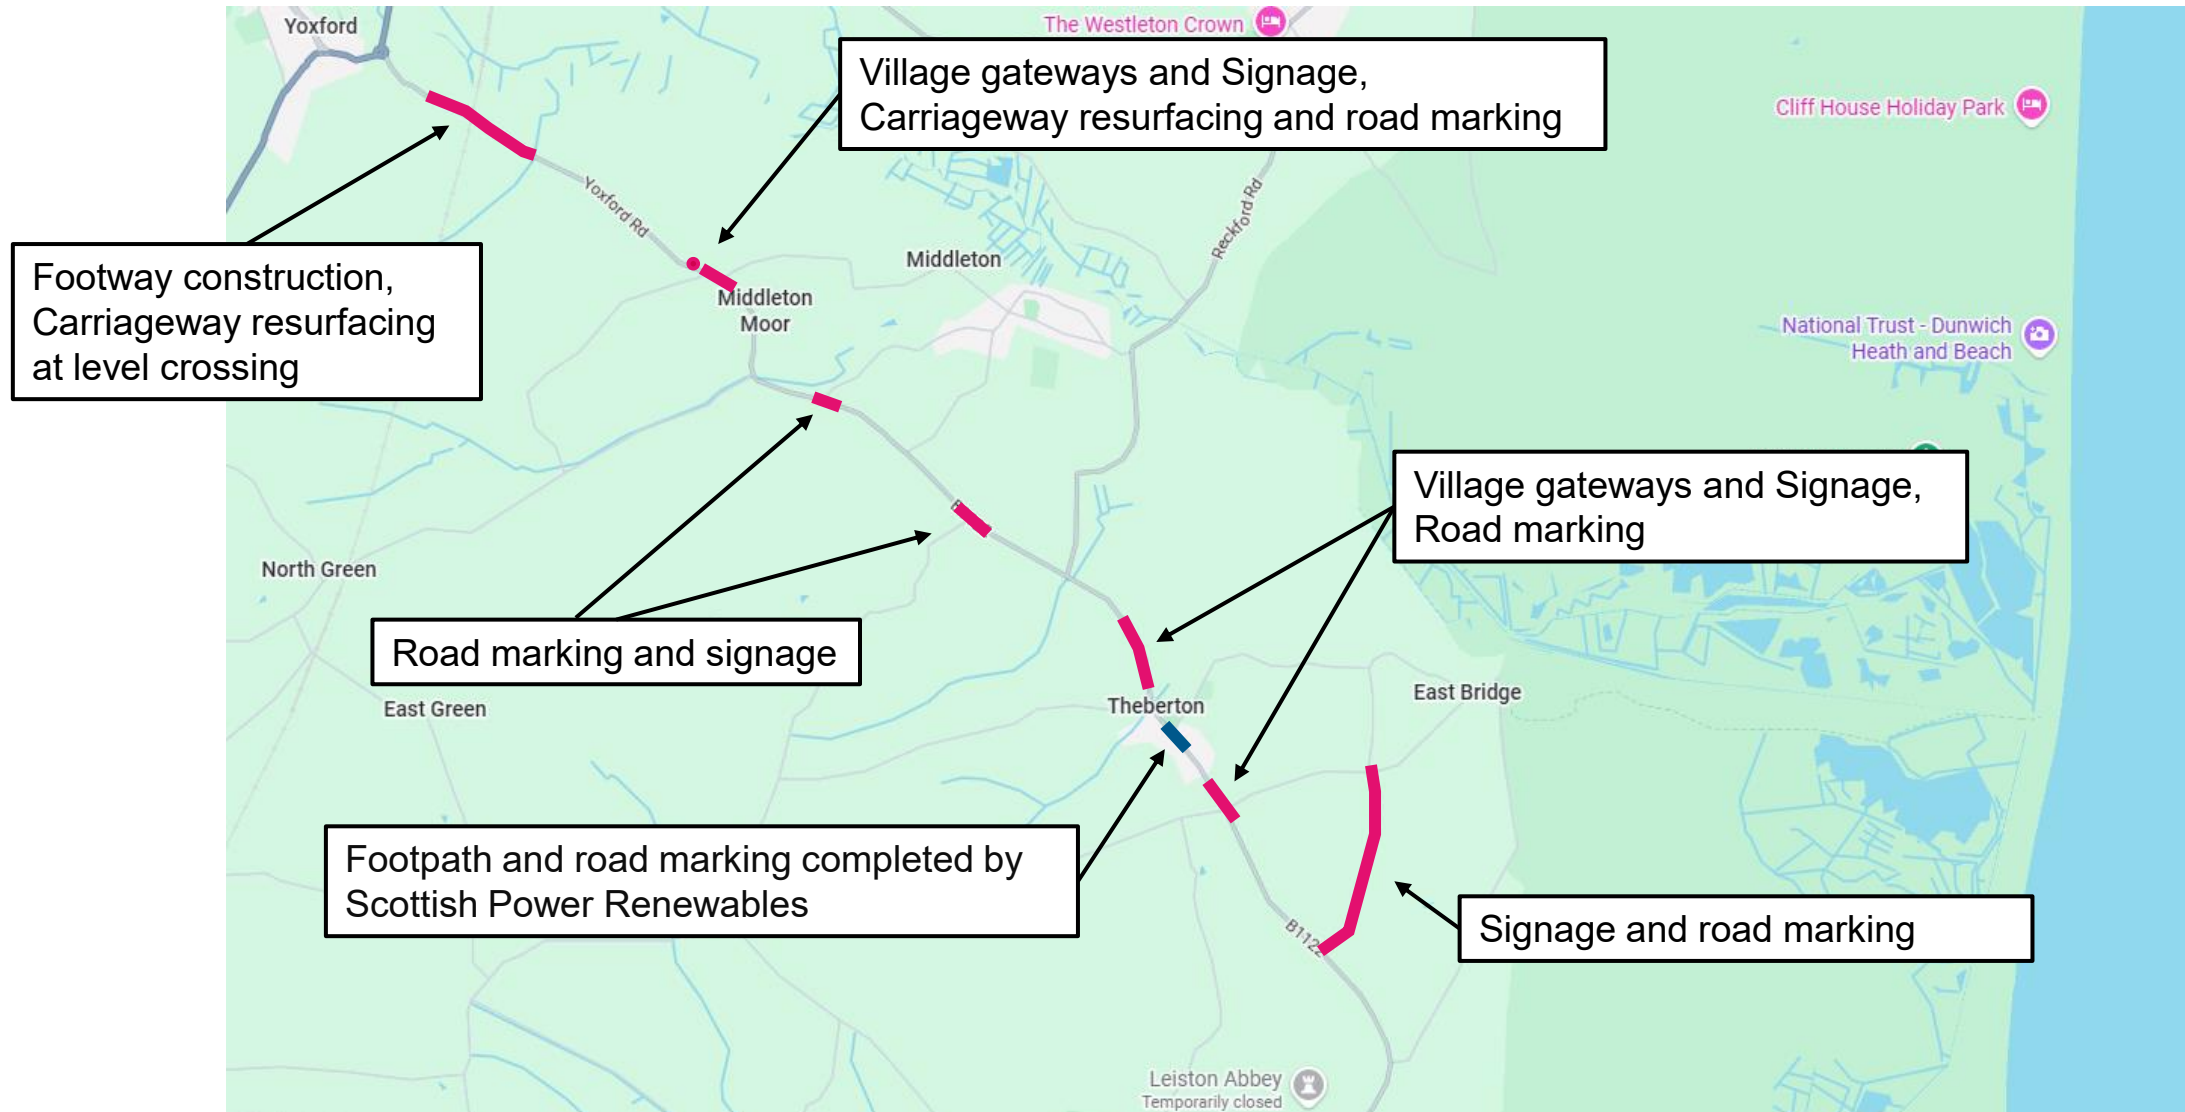 Yoxford
The Westleton Crown
Village gateways and Signage,
Carriageway resurfacing and road marking
Cliff House Holiday Park
Yoxford Rd
Reckford Rd
Footway construction,
Carriageway resurfacing
at level crossing
Middleton
Middleton
Moor
National Trust - Dunwich
Heath and Beach
Village gateways and Signage,
Road marking
North Green
Road marking and signage
East Green
Theberton
East Bridge
Footpath and road marking completed by
Scottish Power Renewables
B1122
Signage and road marking
Leiston Abbey
Temporarily closed